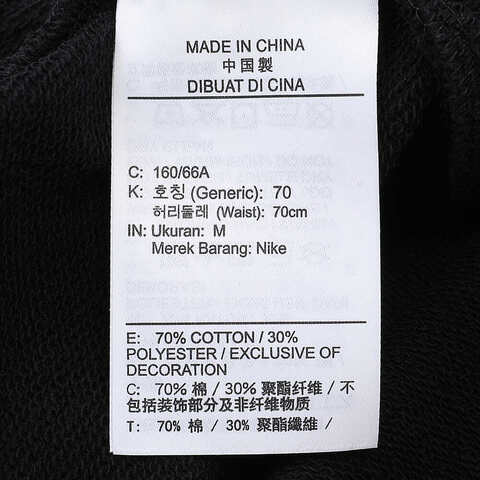 MADE IN CHINA
中国製
DIBUAT DI CINA
C: 160/66A
K: 호칭 (Generic): 70
허리둘레 (Waist): 70cm
IN: Ukuran: M
Merek Barang: Nike
E: 70% COTTON / 30%
POLYESTER / EXCLUSIVE OF
DECORATION
C: 70% 棉 / 30% 聚酯纤维 / 不
包括装饰部分及非纤维物质
T: 70% 棉 / 30% 聚酯纖維 /